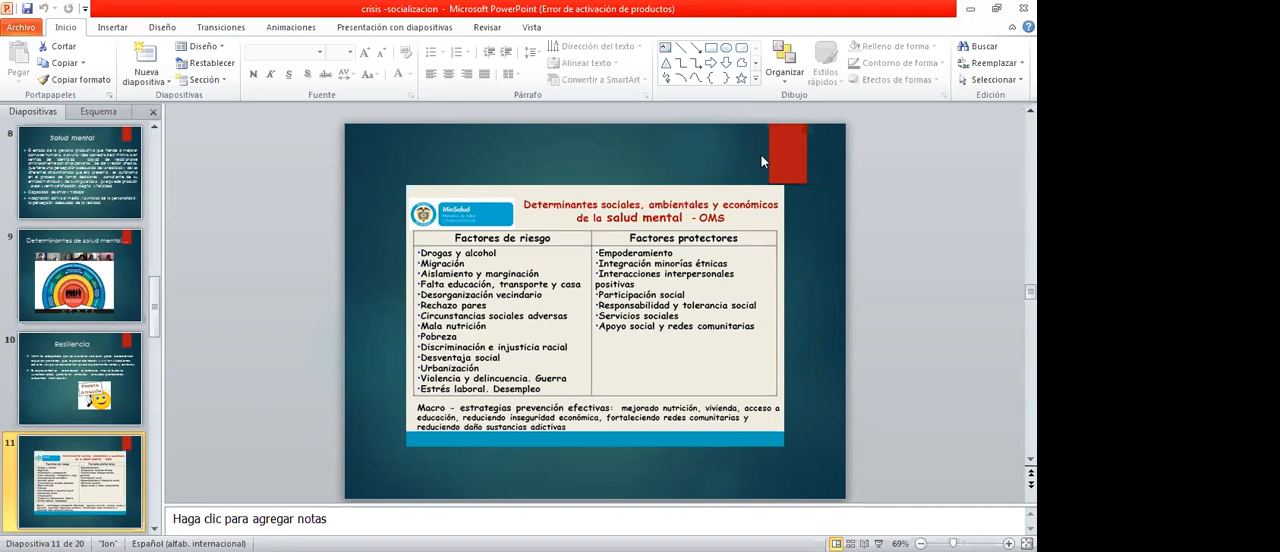 crisis -socializacion - Microsoft PowerPoint (Error de activación de productos)
Archivo Inicio Insertar Diseño Transiciones Animaciones Presentación con diapositivas Revisar Vista
Cortar Diseño Dirección del texto Relleno de forma Buscar
Copiar Restablecer Alinear texto Contorno de forma Reemplazar
Pegar Copiar formato Nueva diapositiva Sección Convertir a SmartArt Organizar Estilos rápidos Efectos de formas Seleccionar
Portapapeles Diapositivas Fuente Párrafo Dibujo Edición
Diapositivas Esquema
8
Salud mental
9
Determinantes de salud mental...
10
Resiliencia
11
MinSalud
Determinantes sociales, ambientales y económicos
de la salud mental - OMS
Factores de riesgo
•Drogas y alcohol
•Migración
•Aislamiento y marginación
•Falta educación, transporte y casa
•Desorganización vecindario
•Rechazo pares
•Circunstancias sociales adversas
•Mala nutrición
•Pobreza
•Discriminación e injusticia racial
•Desventaja social
•Urbanización
•Violencia y delincuencia. Guerra
•Estrés laboral. Desempleo
Factores protectores
•Empoderamiento
•Integración minorías étnicas
•Interacciones interpersonales
positivas
•Participación social
•Responsabilidad y tolerancia social
•Servicios sociales
•Apoyo social y redes comunitarias
Macro - estrategias prevención efectivas: mejorado nutrición, vivienda, acceso a
educación, reduciendo inseguridad económica, fortaleciendo redes comunitarias y
reduciendo daño sustancias adictivas
Haga clic para agregar notas
Diapositiva 11 de 20 "Ion" Español (alfab. internacional) 69%